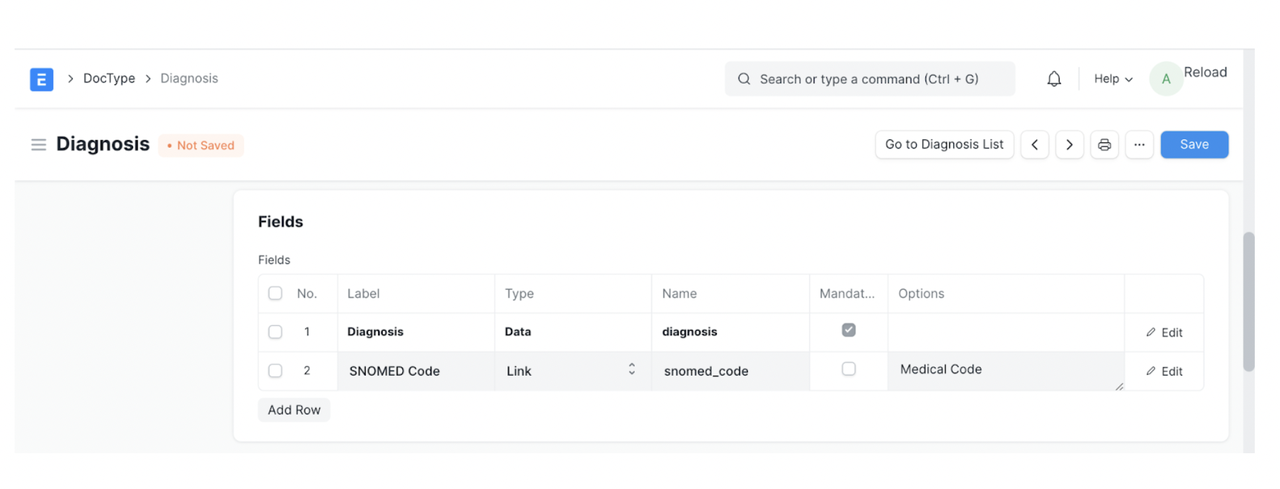 E > DocType > Diagnosis Search or type a command (Ctrl + G) Help A Reload
Diagnosis • Not Saved Go to Diagnosis List ... Save
Fields
Fields
No. Label Type Name Mandat... Options
1 Diagnosis Data diagnosis Edit
2 SNOMED Code Link snomed_code Medical Code Edit
Add Row